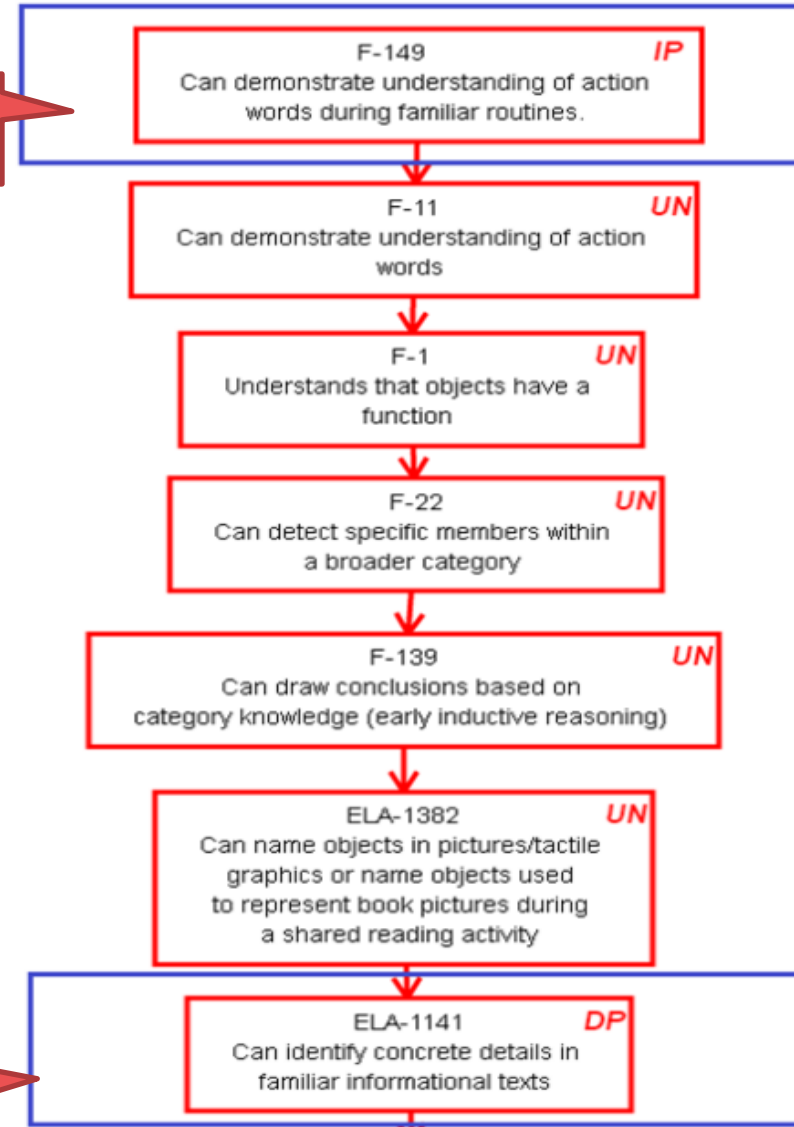 F-149 IP
Can demonstrate understanding of action
words during familiar routines.
F-11 UN
Can demonstrate understanding of action
words
F-1 UN
Understands that objects have a
function
F-22 UN
Can detect specific members within
a broader category
F-139 UN
Can draw conclusions based on
category knowledge (early inductive reasoning)
ELA-1382 UN
Can name objects in pictures/tactile
graphics or name objects used
to represent book pictures during
a shared reading activity
ELA-1141 DP
Can identify concrete details in
familiar informational texts